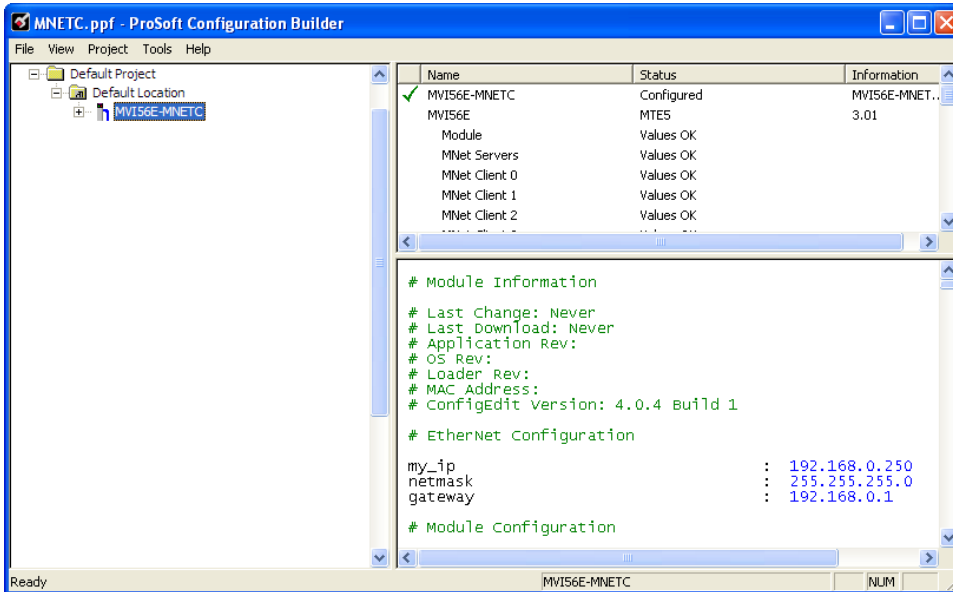 MNETC.ppf - ProSoft Configuration Builder
File View Project Tools Help
Default Project
Default Location
MVI56E-MNETC
Name Status Information
MVI56E-MNETC Configured MVI56E-MNET..
MVI56E MTE5 3.01
Module Values OK
MNet Servers Values OK
MNet Client 0 Values OK
MNet Client 1 Values OK
MNet Client 2 Values OK
# Module Information
# Last Change: Never
# Last Download: Never
# Application Rev:
# OS Rev:
# Loader Rev:
# MAC Address:
# ConfigEdit Version: 4.0.4 Build 1
# EtherNet Configuration
my_ip : 192.168.0.250
netmask : 255.255.255.0
gateway : 192.168.0.1
# Module Configuration
Ready MVI56E-MNETC NUM